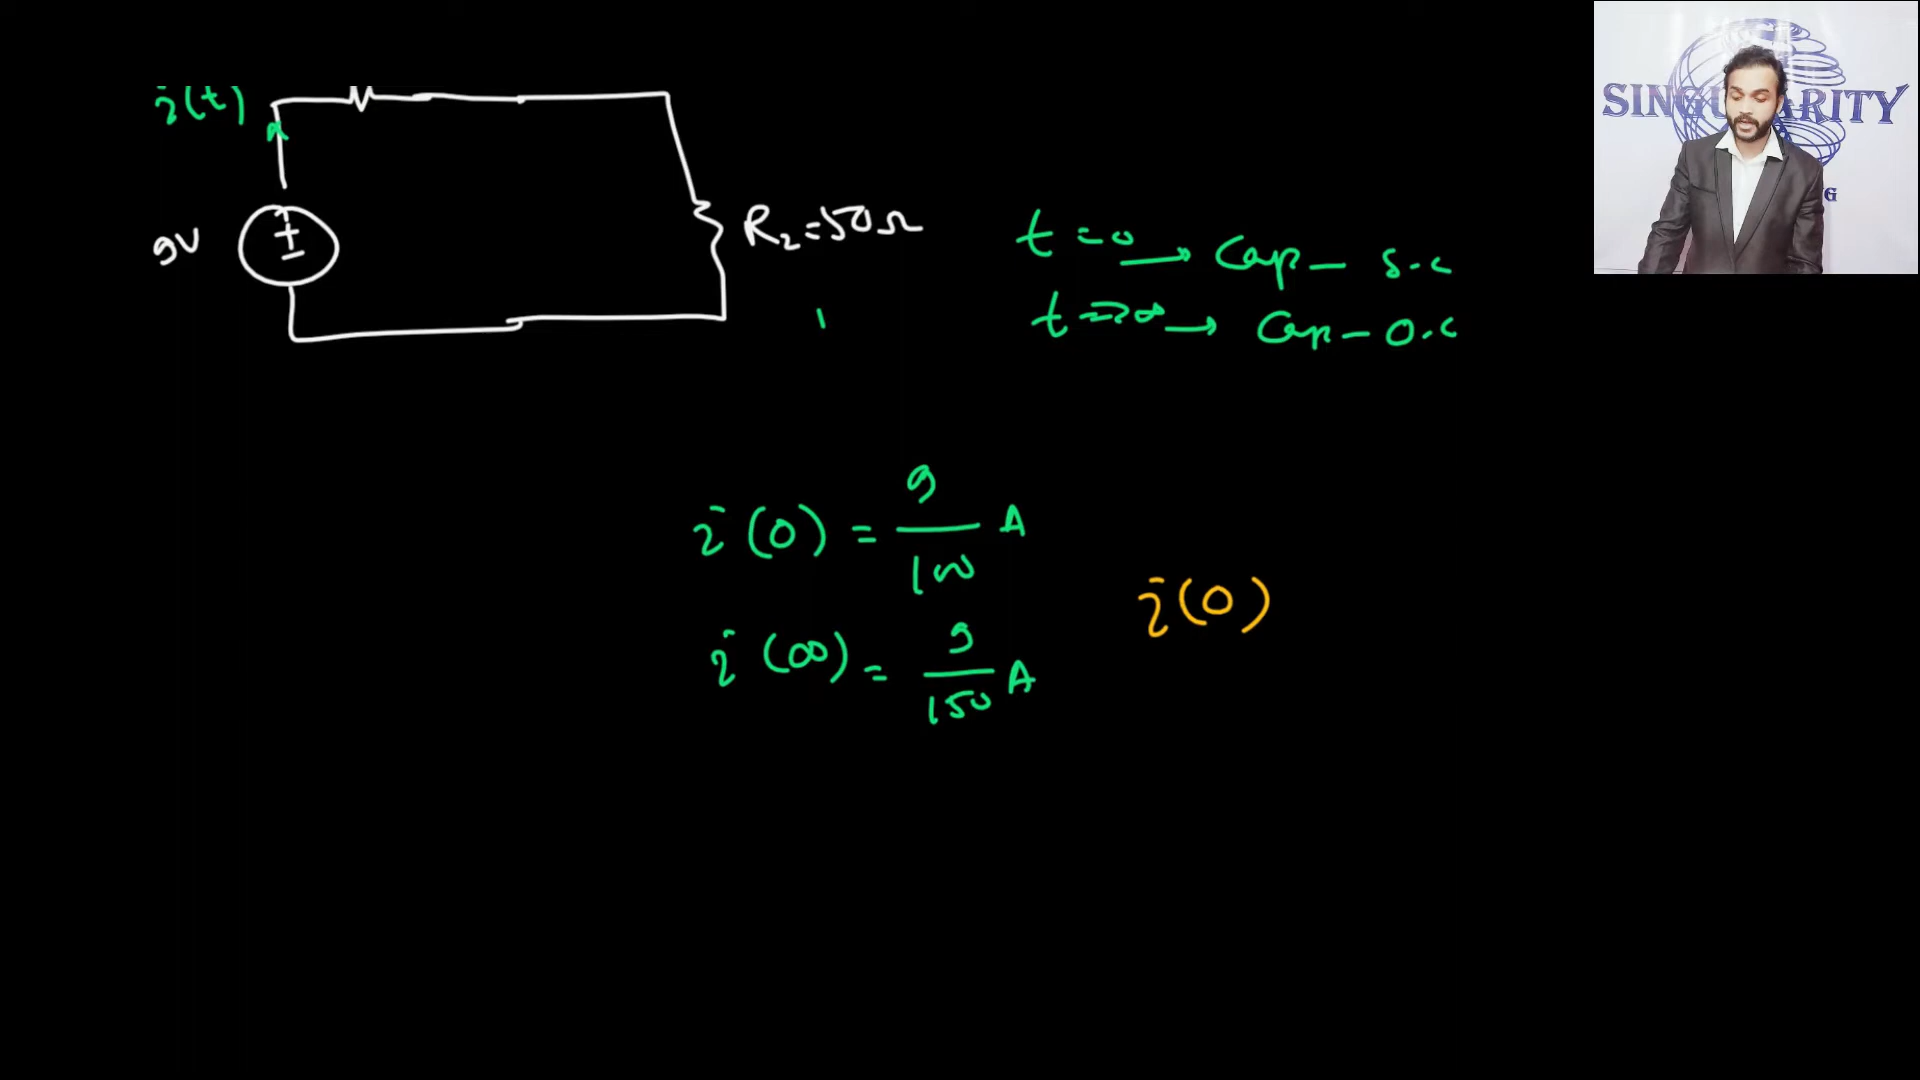 i(t)
9V
R₂=50Ω
t=0 → Cap – S.C
t=>∞ → Cap – O.C
i(0) = 9/100 A
i(∞) = 9/150 A
i(0)
SINGULARITY